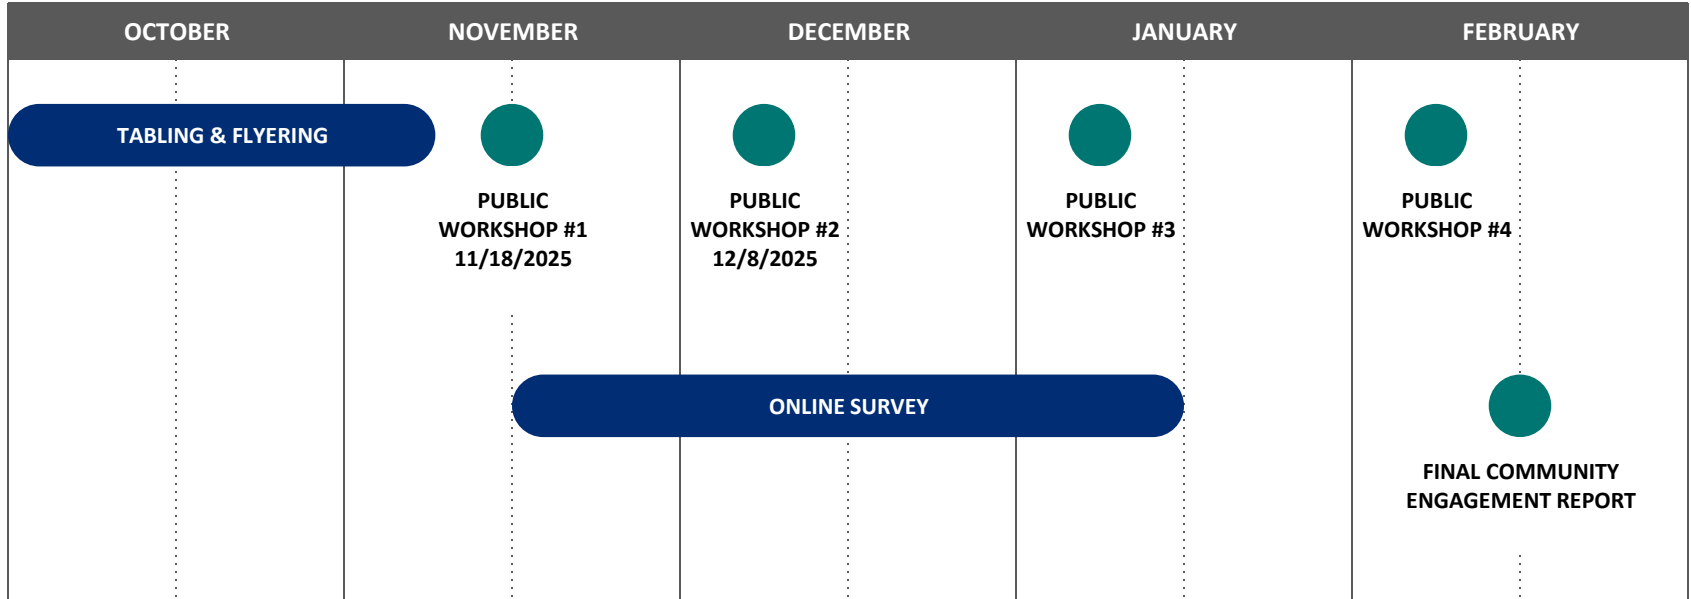 OCTOBER
NOVEMBER
DECEMBER
JANUARY
FEBRUARY
TABLING & FLYERING
PUBLIC
WORKSHOP #1
11/18/2025
PUBLIC
WORKSHOP #2
12/8/2025
PUBLIC
WORKSHOP #3
PUBLIC
WORKSHOP #4
ONLINE SURVEY
FINAL COMMUNITY
ENGAGEMENT REPORT